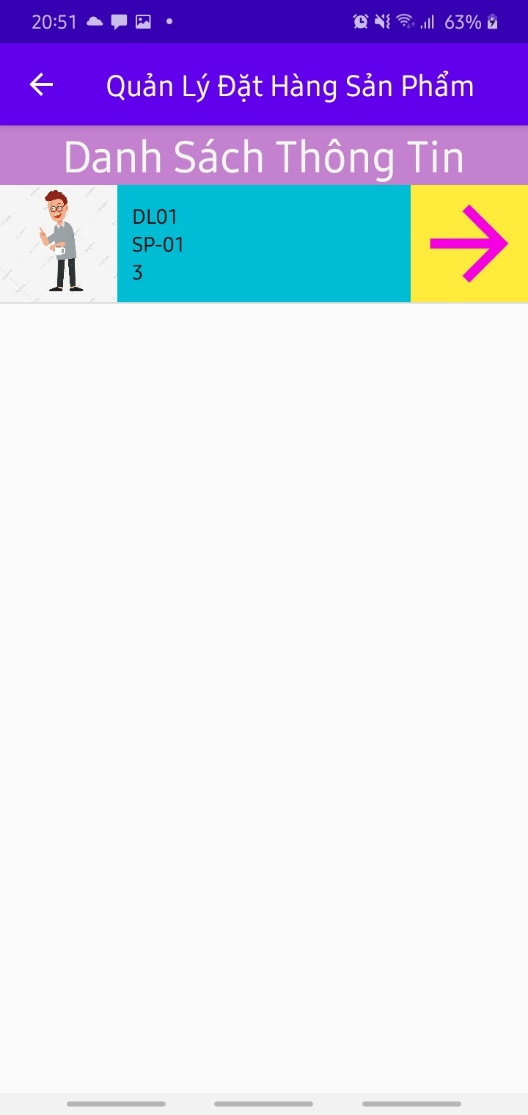 20:51 63%
Quản Lý Đặt Hàng Sản Phẩm
Danh Sách Thông Tin
DL01
SP-01
3